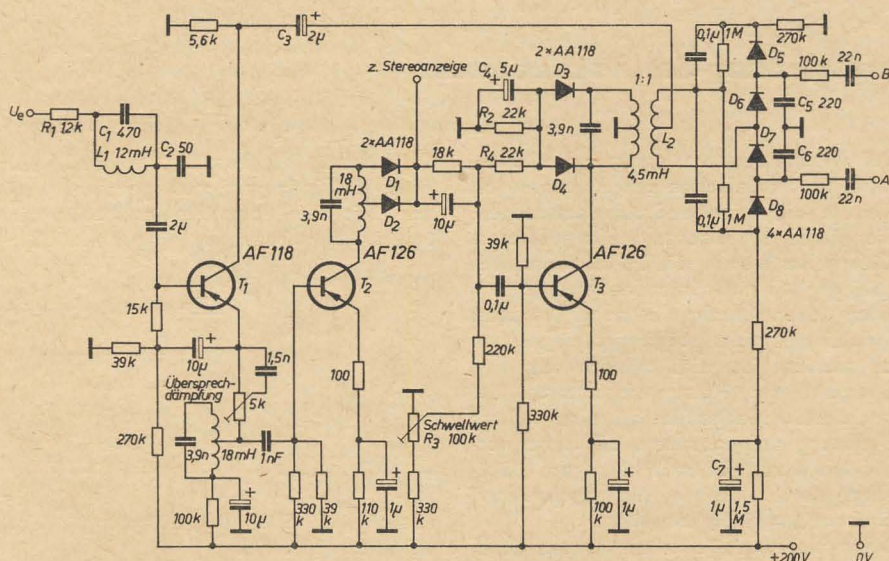 5,6k
C3
2µ
+
z. Stereoanzeige
2×AA118
C4
5µ
+
R2
22k
D3
3,9n
1:1
L2
4,5mH
0,1µ
1M
270k
D5
100k
22n
B
D6
C5 220
D7
C6 220
A
100k
22n
D8
0,1µ
1M
4×AA118
Ue
R1 12k
C1 470
L1 12mH
C2 50
2×AA118
18
mH
D1
D2
3,9n
18k
R4 22k
D4
+
10µ
2µ
AF118
T1
AF126
T2
39k
0,1µ
AF126
T3
15k
39k
10µ
+
1,5n
Übersprech-
dämpfung
5k
100
220k
100
270k
270k
3,9n
18mH
1nF
Schwellwert
R3 100k
330k
100k
10µ
+
330
k
39
k
110
k
1µ
+
330
k
100
k
1µ
+
C7
+
1µ
1,5
M
+200V
0V